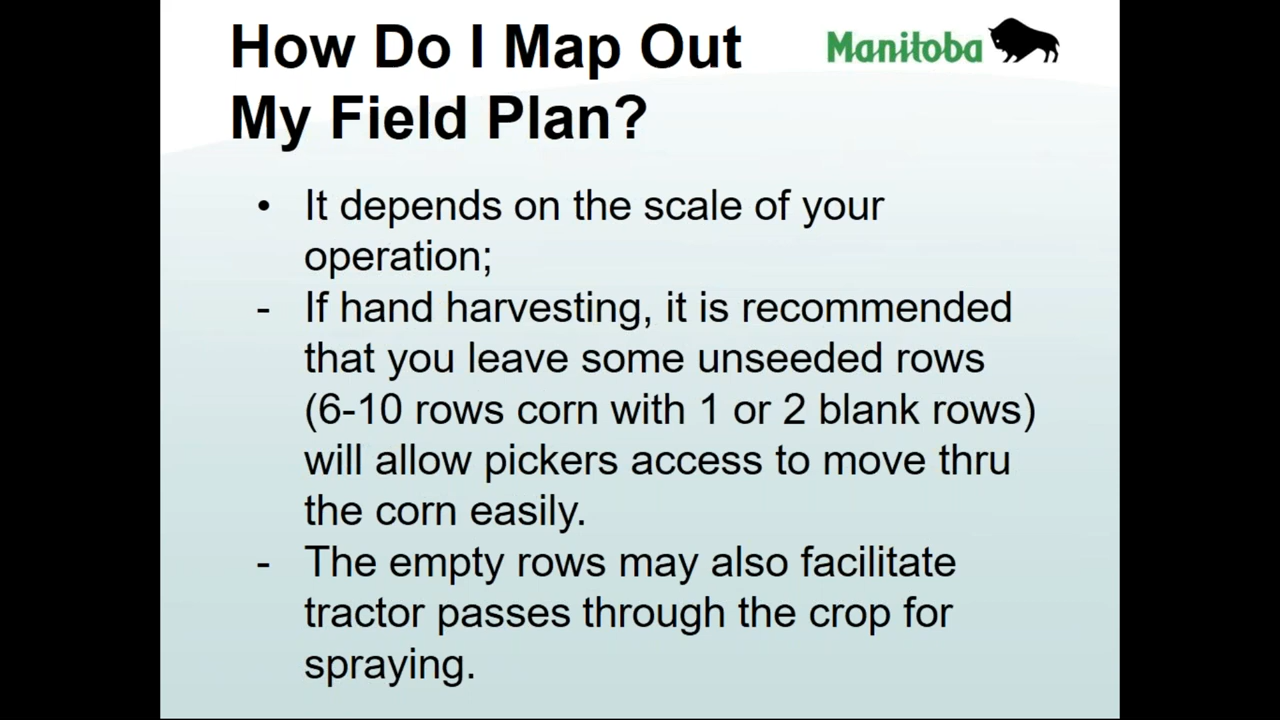 How Do I Map Out
My Field Plan?
Manitoba
• It depends on the scale of your
operation;
- If hand harvesting, it is recommended
that you leave some unseeded rows
(6-10 rows corn with 1 or 2 blank rows)
will allow pickers access to move thru
the corn easily.
- The empty rows may also facilitate
tractor passes through the crop for
spraying.